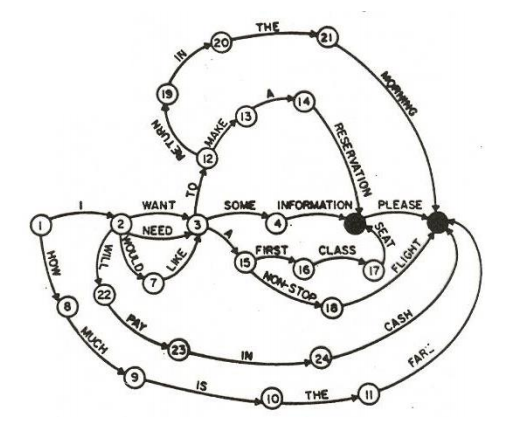 THE
20
21
IN
19
MORNING
A
14
MAKE
13
RETURN
12
RESERVATION
TO
I
WANT
SOME
INFORMATION
PLEASE
1
2
NEED
3
4
A
SEAT
WOULD
LIKE
FIRST
CLASS
FLIGHT
HOW
WILL
15
16
17
7
NON-STOP
22
18
8
PAY
CASH
MUCH
23
IN
24
FARE
9
IS
10
THE
11